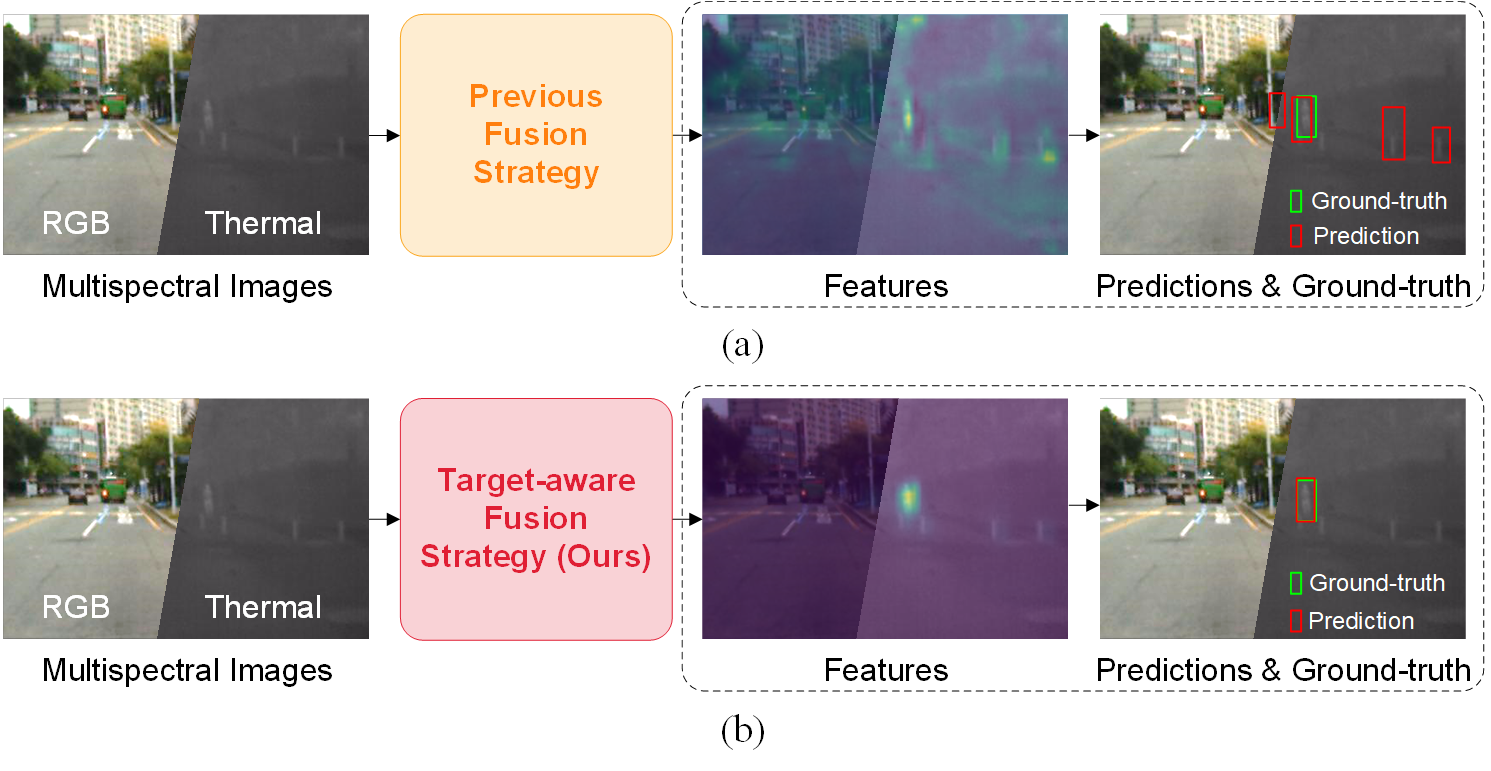 RGB
Thermal
Multispectral Images
Previous
Fusion
Strategy
Features
Ground-truth
Prediction
Predictions & Ground-truth
(a)
RGB
Thermal
Multispectral Images
Target-aware
Fusion
Strategy (Ours)
Features
Ground-truth
Prediction
Predictions & Ground-truth
(b)